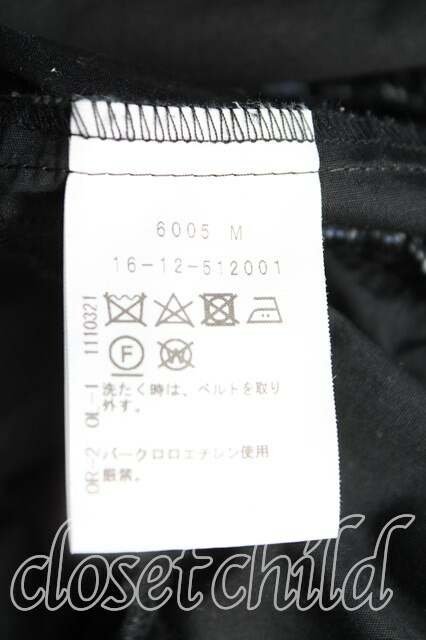 6005 M
16-12-512001
1110321
F
W
OL-1
洗たく時は、ベルトを取り
外す。
OR-2
パークロロエチレン使用
厳禁。
closetchild